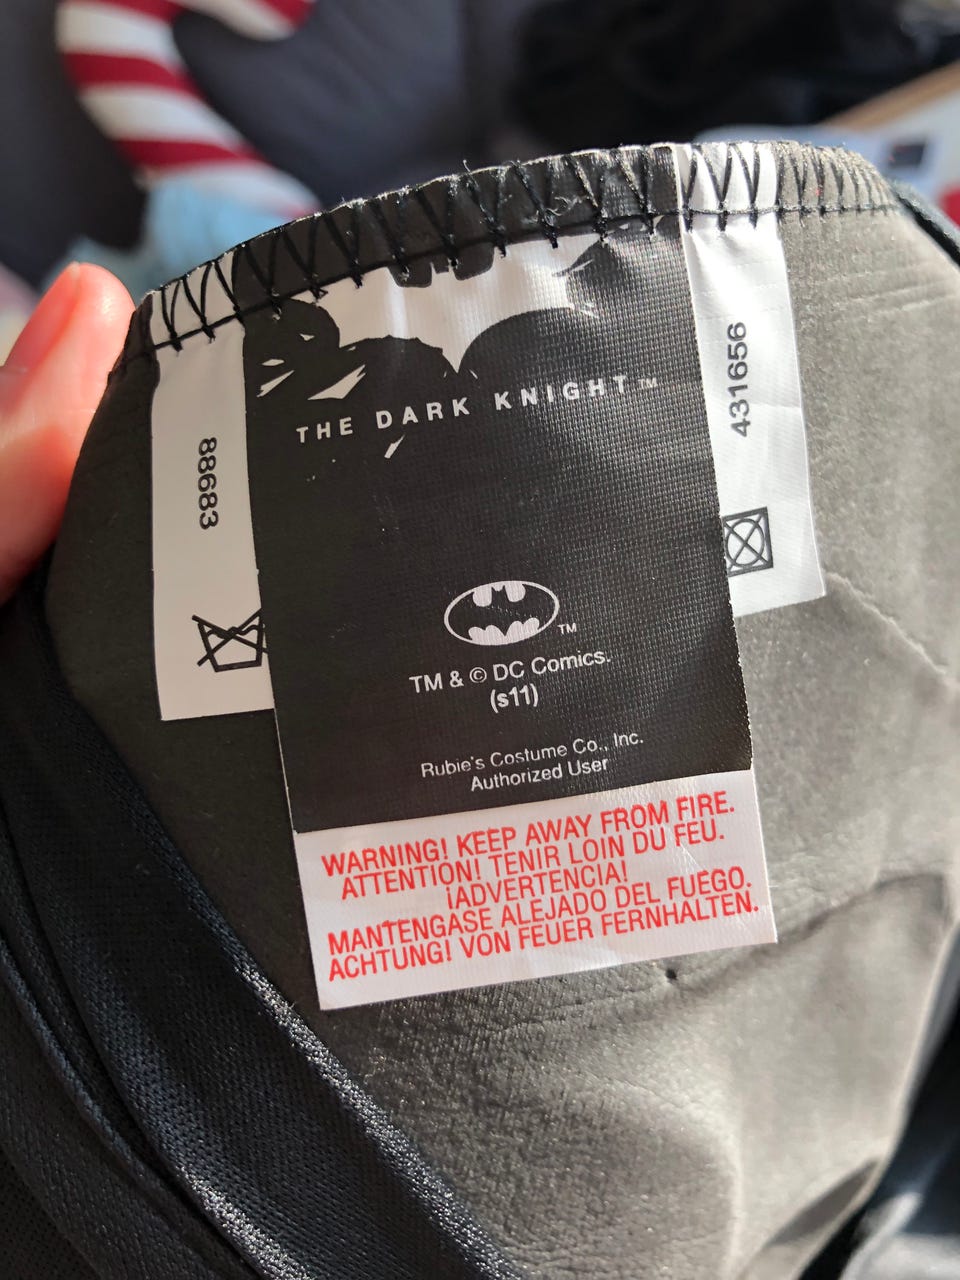 THE DARK KNIGHT™
88683
431656
TM
TM & © DC Comics.
(s11)
Rubie's Costume Co., Inc.
Authorized User
WARNING! KEEP AWAY FROM FIRE.
ATTENTION! TENIR LOIN DU FEU.
¡ADVERTENCIA!
MANTENGASE ALEJADO DEL FUEGO.
ACHTUNG! VON FEUER FERNHALTEN.